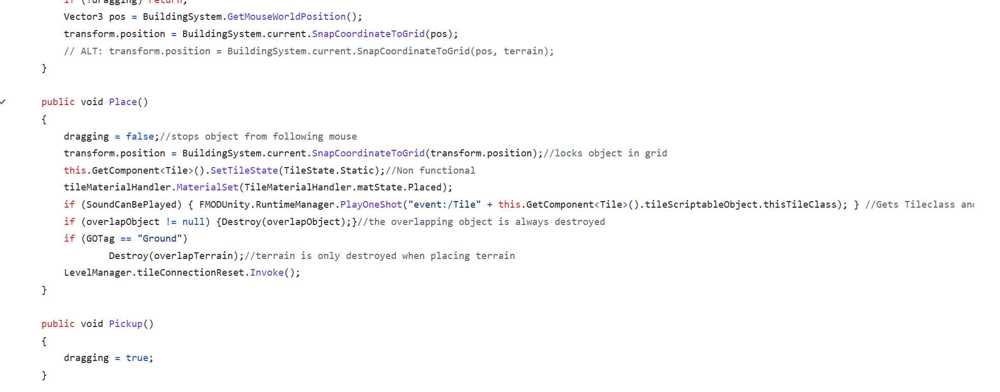 if (!dragging) return;
Vector3 pos = BuildingSystem.GetMouseWorldPosition();
transform.position = BuildingSystem.current.SnapCoordinateToGrid(pos);
// ALT: transform.position = BuildingSystem.current.SnapCoordinateToGrid(pos, terrain);
}
public void Place()
{
dragging = false;//stops object from following mouse
transform.position = BuildingSystem.current.SnapCoordinateToGrid(transform.position);//locks object in grid
this.GetComponent<Tile>().SetTileState(TileState.Static);//Non functional
tileMaterialHandler.MaterialSet(TileMaterialHandler.matState.Placed);
if (SoundCanBePlayed) { FMODUnity.RuntimeManager.PlayOneShot("event:/Tile" + this.GetComponent<Tile>().tileScriptableObject.thisTileClass); } //Gets Tileclass
if (overlapObject != null) {Destroy(overlapObject);}//the overlapping object is always destroyed
if (GOTag == "Ground")
Destroy(overlapTerrain);//terrain is only destroyed when placing terrain
LevelManager.tileConnectionReset.Invoke();
}
public void Pickup()
{
dragging = true;
}